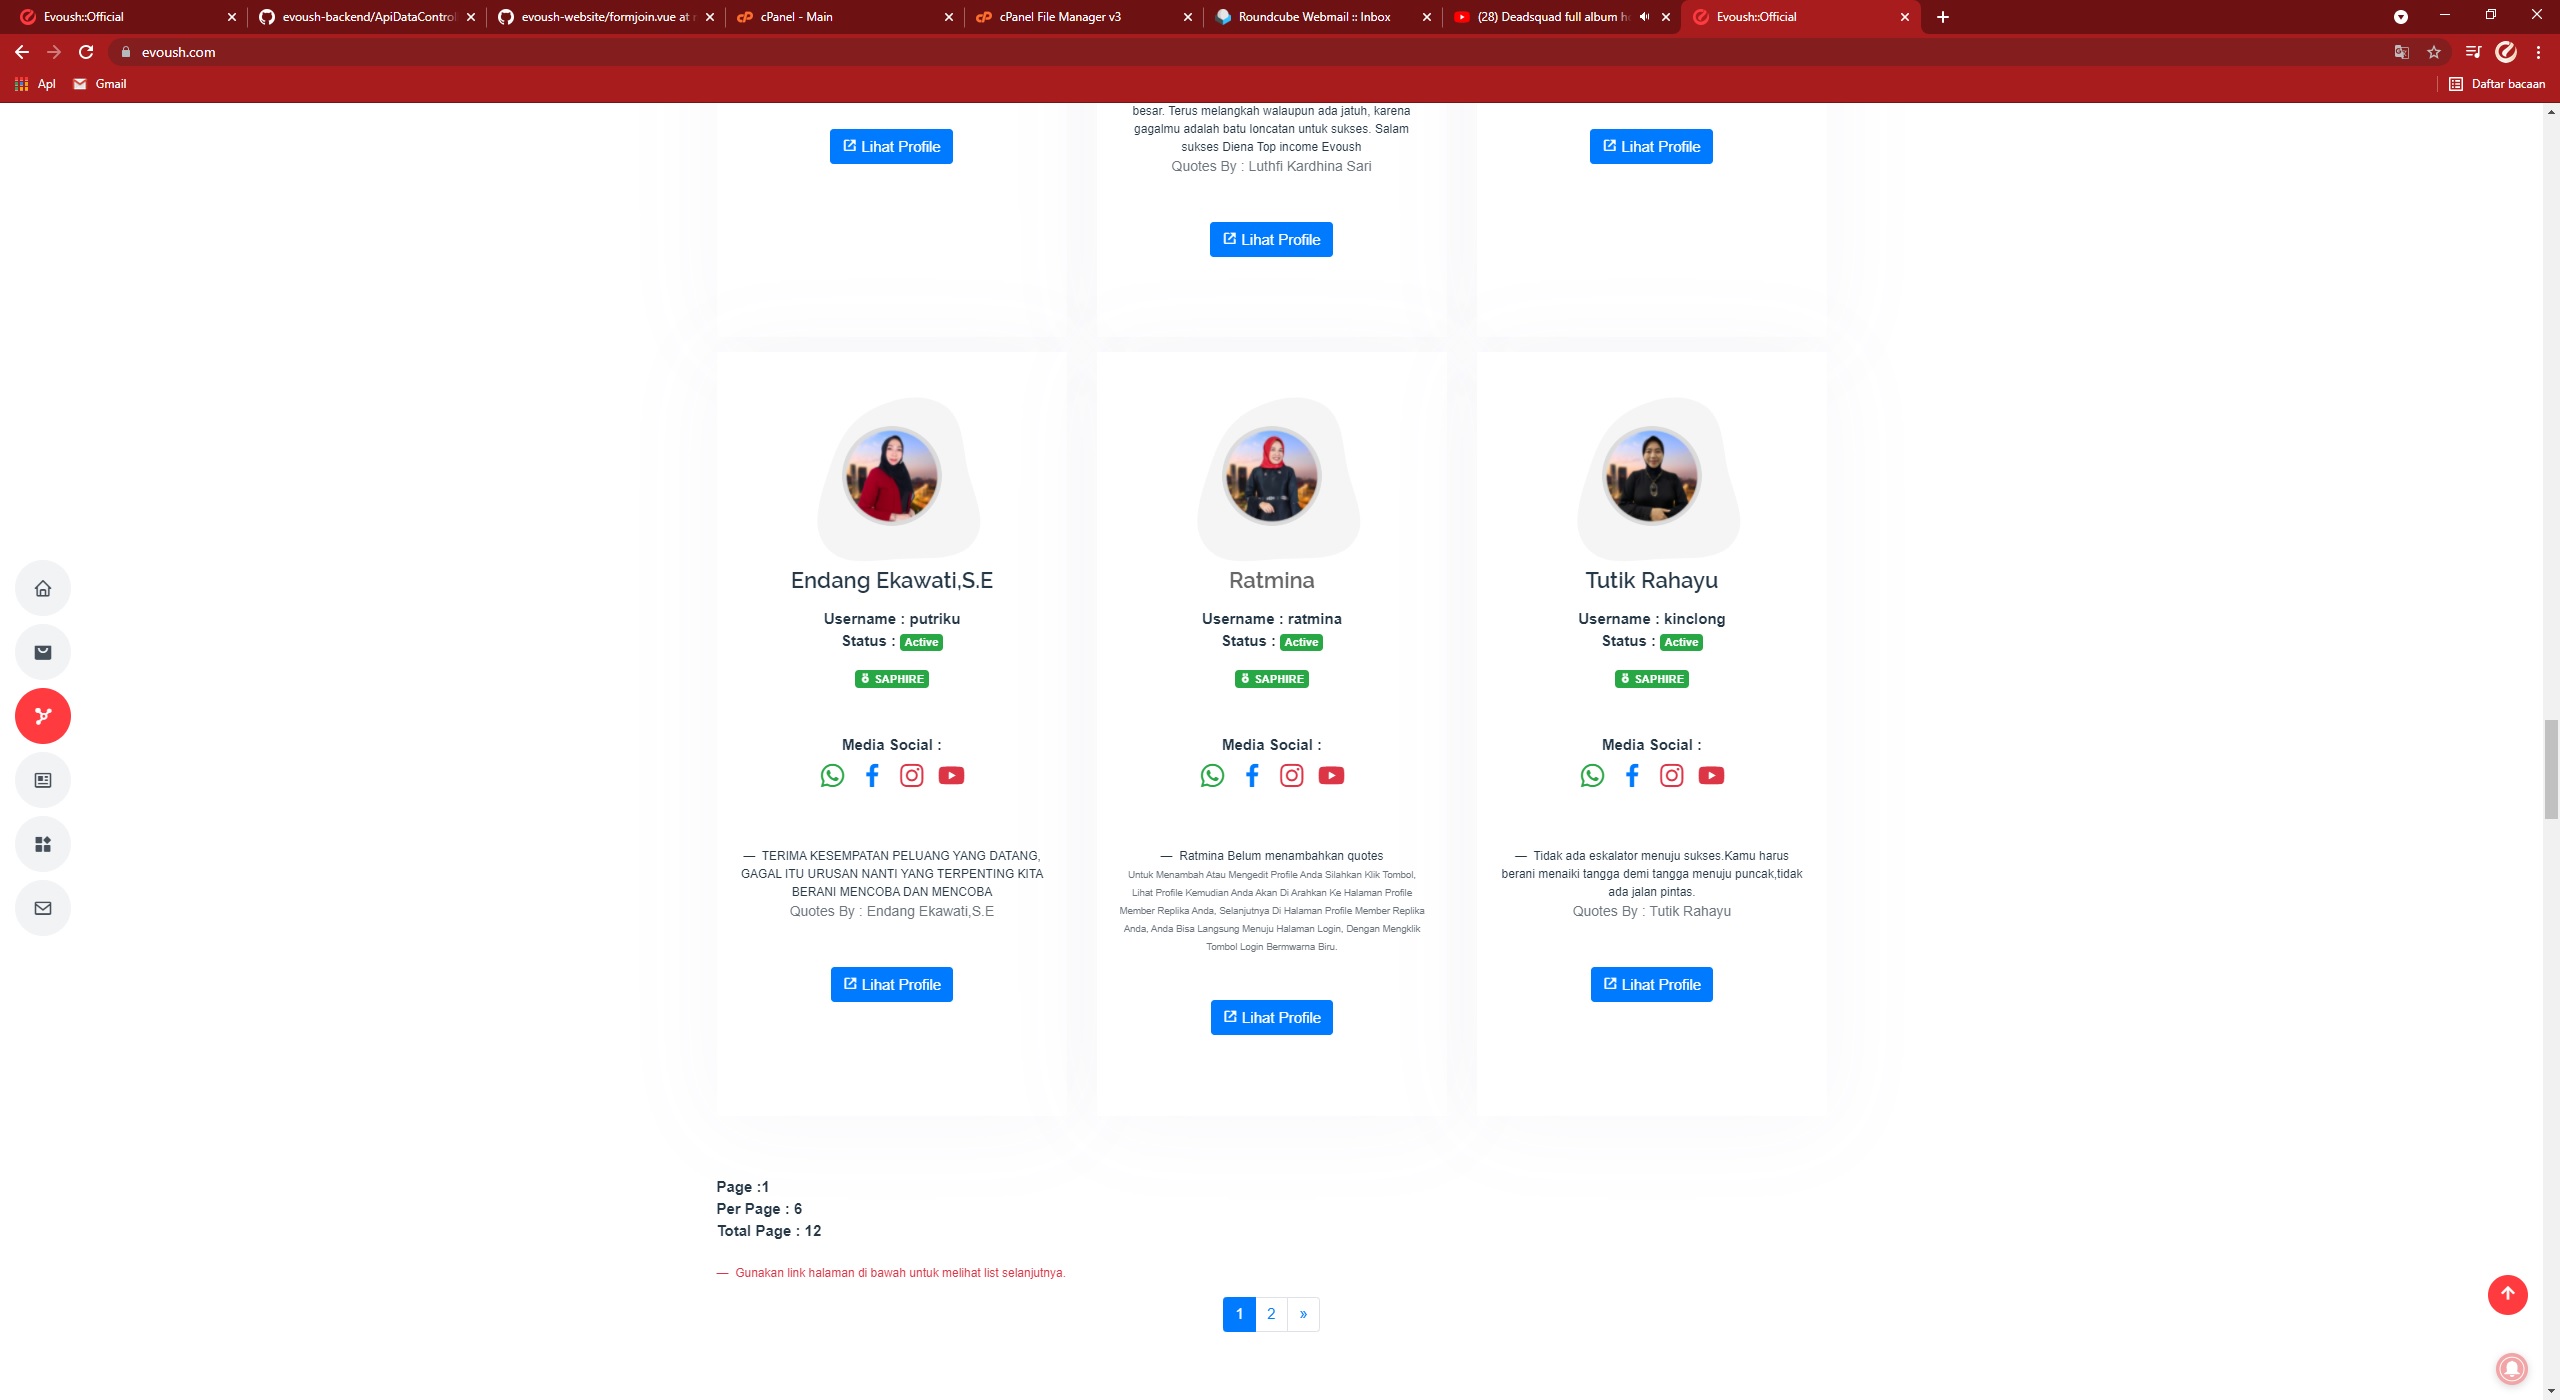 Evoush::Official
evoush-backend/ApiDataControl
evoush-website/formjoin.vue at
cPanel - Main
cPanel File Manager v3
Roundcube Webmail :: Inbox
(28) Deadsquad full album
Evoush::Official
evoush.com
Apl
Gmail
Daftar bacaan
Lihat Profile
besar. Terus melangkah walaupun ada jatuh, karena
gagalmu adalah batu loncatan untuk sukses. Salam
sukses Diena Top income Evoush
Quotes By : Luthfi Kardhina Sari
Lihat Profile
Lihat Profile
Endang Ekawati,S.E
Username : putriku
Status : Active
SAPHIRE
Media Social :
— TERIMA KESEMPATAN PELUANG YANG DATANG,
GAGAL ITU URUSAN NANTI YANG TERPENTING KITA
BERANI MENCOBA DAN MENCOBA
Quotes By : Endang Ekawati,S.E
Lihat Profile
Ratmina
Username : ratmina
Status : Active
SAPHIRE
Media Social :
— Ratmina Belum menambahkan quotes
Untuk Menambah Atau Mengedit Profile Anda Silahkan Klik Tombol,
Lihat Profile Kemudian Anda Akan Di Arahkan Ke Halaman Profile
Member Replika Anda, Selanjutnya Di Halaman Profile Member Replika
Anda, Anda Bisa Langsung Menuju Halaman Login, Dengan Mengklik
Tombol Login Bermwarna Biru.
Lihat Profile
Tutik Rahayu
Username : kinclong
Status : Active
SAPHIRE
Media Social :
— Tidak ada eskalator menuju sukses.Kamu harus
berani menaiki tangga demi tangga menuju puncak,tidak
ada jalan pintas.
Quotes By : Tutik Rahayu
Lihat Profile
Page :1
Per Page : 6
Total Page : 12
— Gunakan link halaman di bawah untuk melihat list selanjutnya.
1 2 »